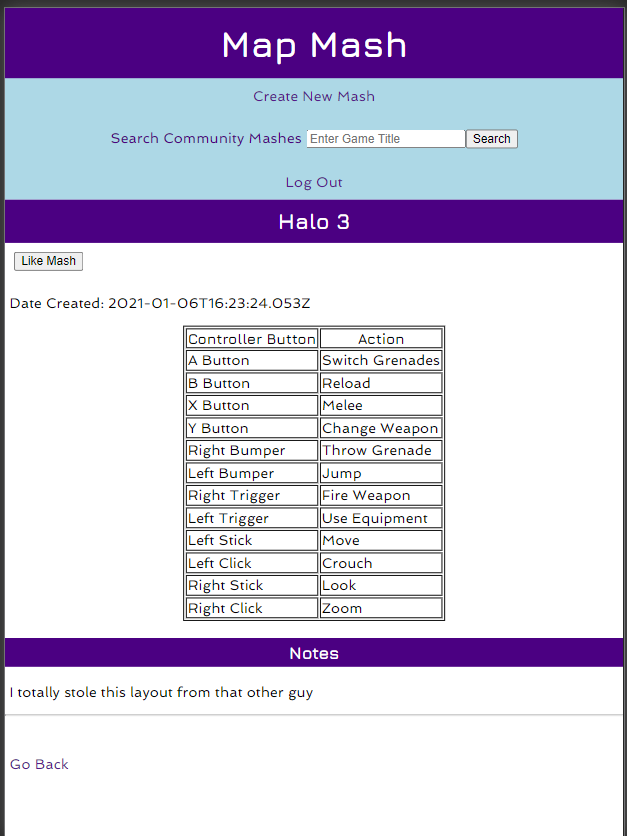 Map Mash
Create New Mash
Search Community Mashes Enter Game Title Search
Log Out
Halo 3
Like Mash
Date Created: 2021-01-06T16:23:24.053Z
Controller Button Action
A Button Switch Grenades
B Button Reload
X Button Melee
Y Button Change Weapon
Right Bumper Throw Grenade
Left Bumper Jump
Right Trigger Fire Weapon
Left Trigger Use Equipment
Left Stick Move
Left Click Crouch
Right Stick Look
Right Click Zoom
Notes
I totally stole this layout from that other guy
Go Back